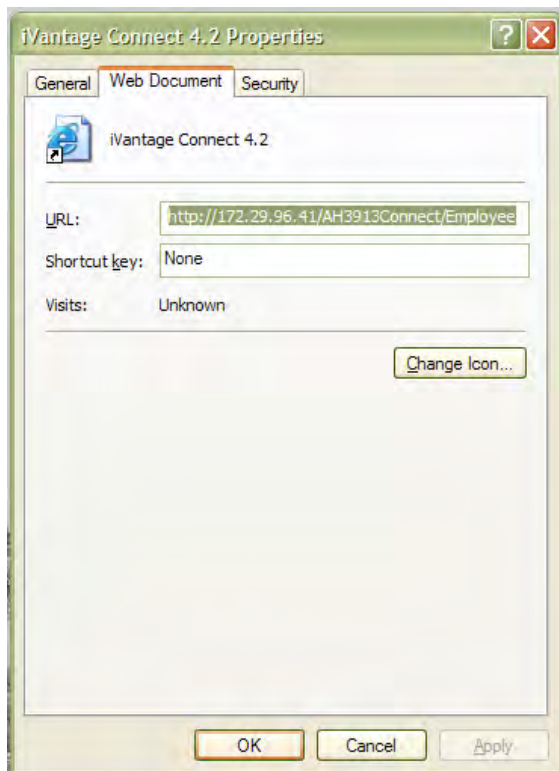 iVantage Connect 4.2 Properties
General Web Document Security
iVantage Connect 4.2
URL: http://172.29.96.41/AH3913Connect/Employee
Shortcut key: None
Visits: Unknown
Change Icon...
OK Cancel Apply